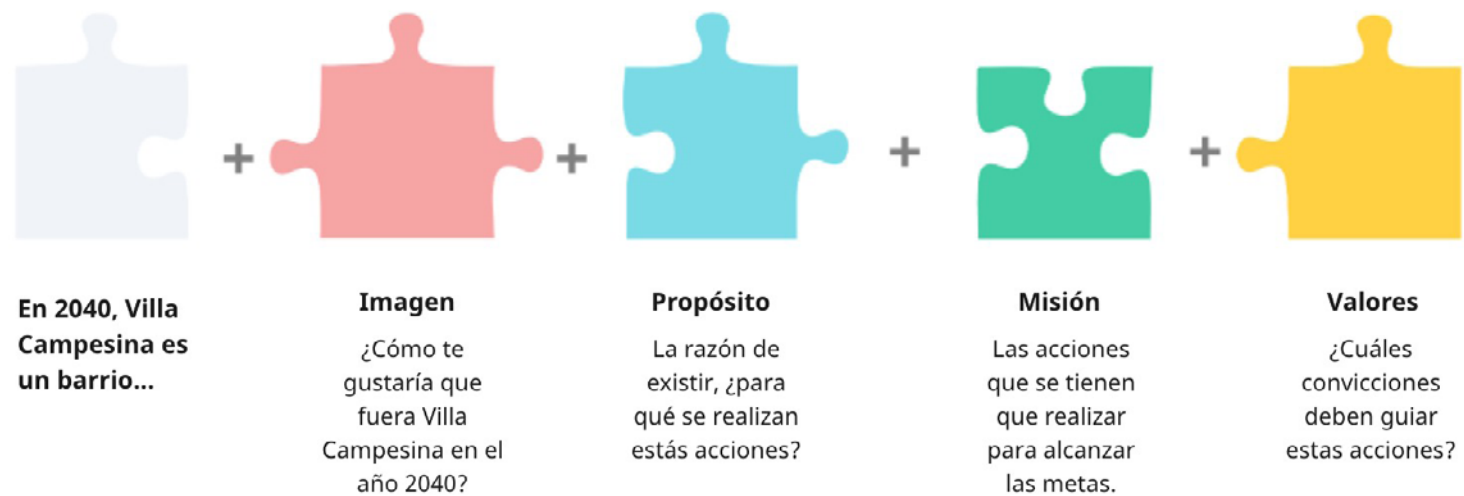 +
+
+
+
En 2040, Villa
Campesina es
un barrio...
Imagen
¿Cómo te
gustaría que
fuera Villa
Campesina en el
año 2040?
Propósito
La razón de
existir, ¿para
qué se realizan
estás acciones?
Misión
Las acciones
que se tienen
que realizar
para alcanzar
las metas.
Valores
¿Cuáles
convicciones
deben guiar
estas acciones?